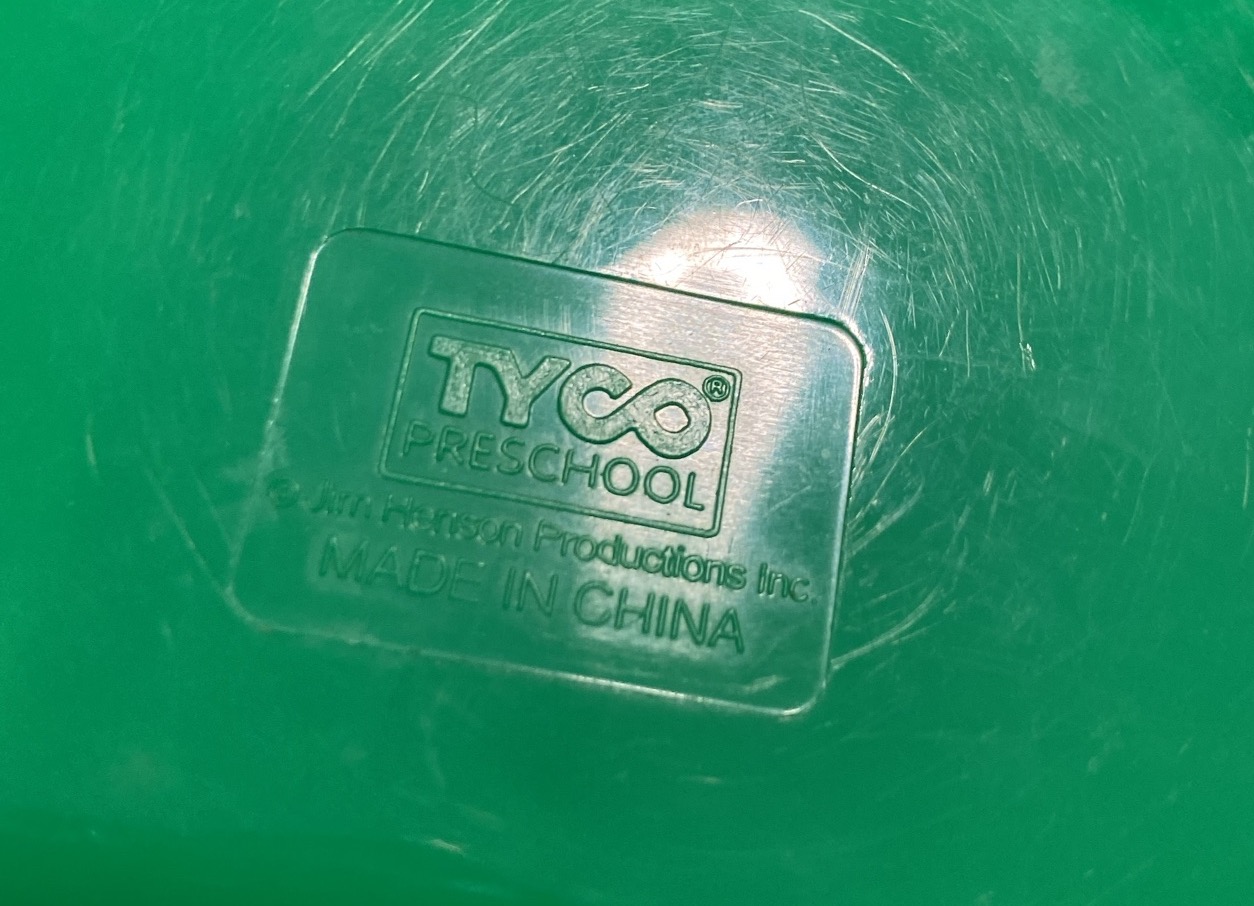 TYCO®
PRESCHOOL
© Jim Henson Productions Inc.
MADE IN CHINA